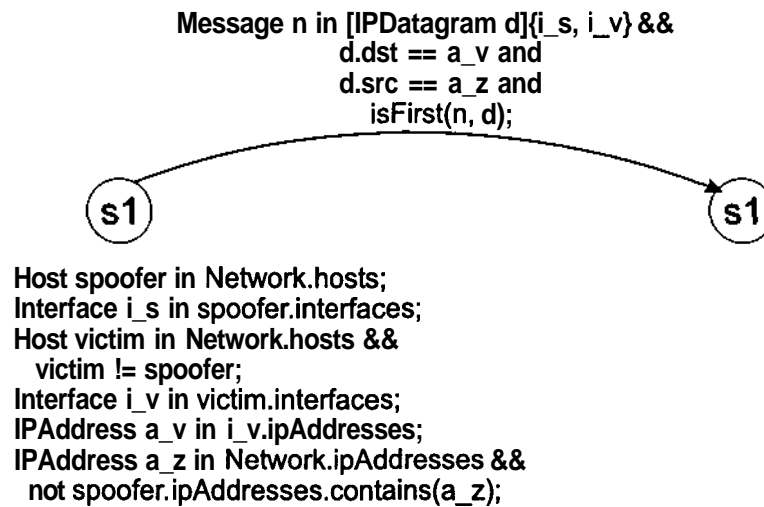 Message n in [IPDatagram d]{i_s, i_v} &&
d.dst == a_v and
d.src == a_z and
isFirst(n, d);
s1
s1
Host spoofer in Network.hosts;
Interface i_s in spoofer.interfaces;
Host victim in Network.hosts &&
victim != spoofer;
Interface i_v in victim.interfaces;
IPAddress a_v in i_v.ipAddresses;
IPAddress a_z in Network.ipAddresses &&
not spoofer.ipAddresses.contains(a_z);